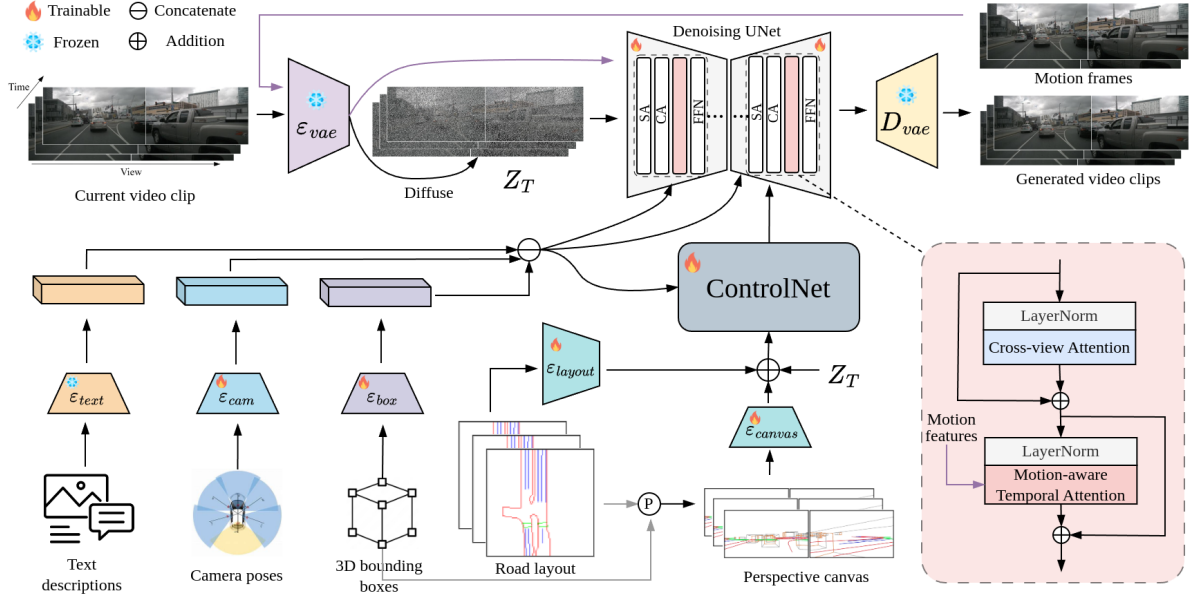 Trainable
Concatenate
Frozen
Addition
Time
View
Current video clip
ε_vae
Diffuse
Z_T
Denoising UNet
SA
CA
FFN
SA
CA
FFN
D_vae
Motion frames
Generated video clips
ControlNet
ε_text
ε_cam
ε_box
ε_layout
ε_canvas
Z_T
P
Text
descriptions
Camera poses
3D bounding
boxes
Road layout
Perspective canvas
LayerNorm
Cross-view Attention
Motion
features
LayerNorm
Motion-aware
Temporal Attention